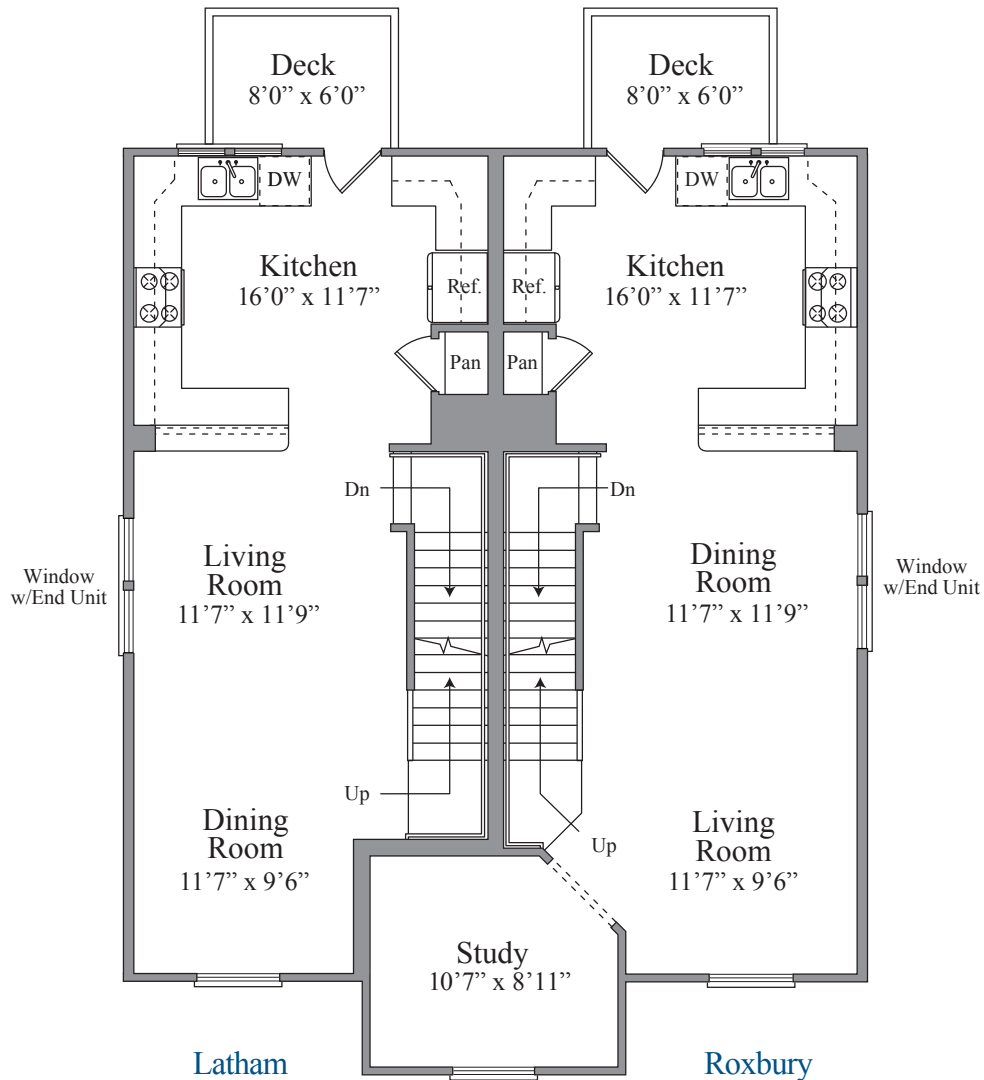 Deck
8’0” x 6’0”
Deck
8’0” x 6’0”
DW
DW
Kitchen
16’0” x 11’7”
Ref.
Ref.
Kitchen
16’0” x 11’7”
Pan
Pan
Dn
Dn
Window
w/End Unit
Living
Room
11’7” x 11’9”
Dining
Room
11’7” x 11’9”
Window
w/End Unit
Up
Up
Dining
Room
11’7” x 9’6”
Living
Room
11’7” x 9’6”
Study
10’7” x 8’11”
Latham
Roxbury